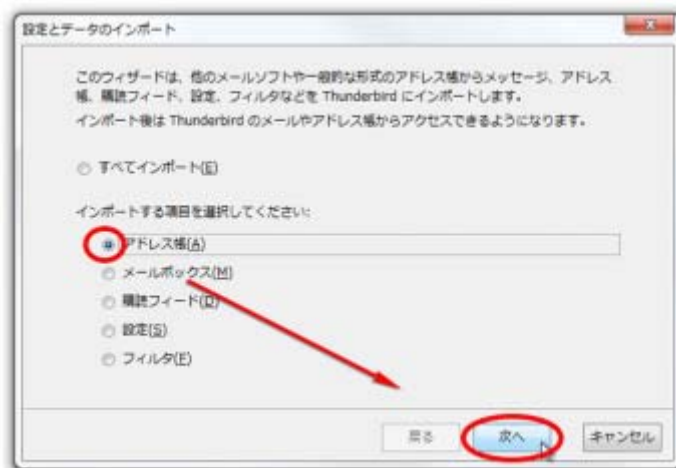 設定とデータのインポート
このウィザードは、他のメールソフトや一般的な形式のアドレス帳からメッセージ、アドレス
帳、購読フィード、設定、フィルタなどを Thunderbird にインポートします。
インポート後は Thunderbird のメールやアドレス帳からアクセスできるようになります。
すべてインポート(E)
インポートする項目を選択してください:
アドレス帳(A)
メールボックス(M)
購読フィード(D)
設定(S)
フィルタ(F)
戻る 次へ キャンセル